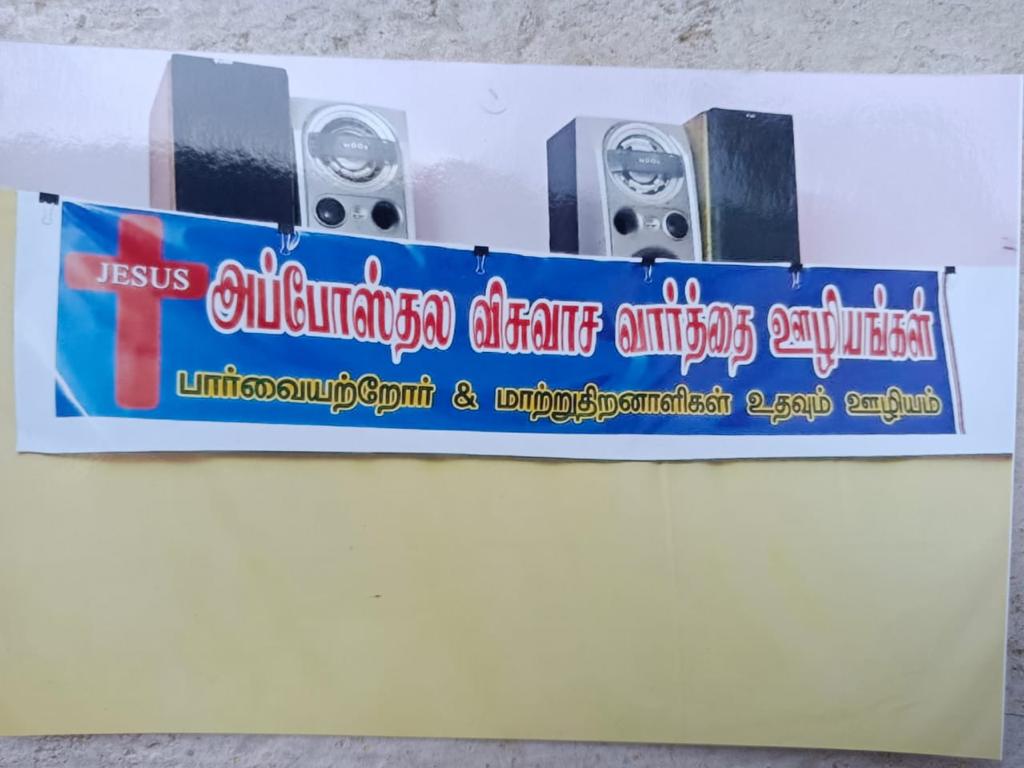 JESUS
அப்போஸ்தல விசுவாச வார்த்தை ஊழியங்கள்
பார்வையற்றோர் & மாற்றுதிறனாளிகள் உதவும் ஊழியம்